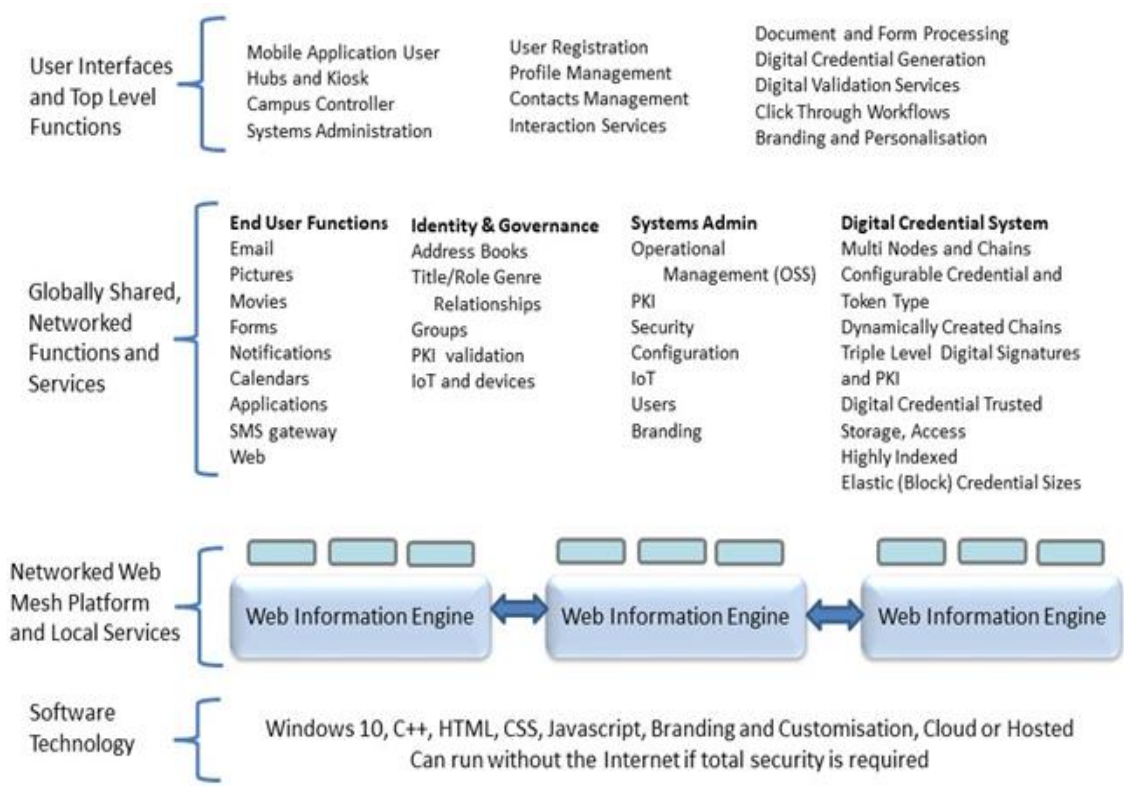 User Interfaces
and Top Level
Functions
Mobile Application User
Hubs and Kiosk
Campus Controller
Systems Administration
User Registration
Profile Management
Contacts Management
Interaction Services
Document and Form Processing
Digital Credential Generation
Digital Validation Services
Click Through Workflows
Branding and Personalisation
Globally Shared,
Networked
Functions and
Services
End User Functions
Email
Pictures
Movies
Forms
Notifications
Calendars
Applications
SMS gateway
Web
Identity & Governance
Address Books
Title/Role Genre
Relationships
Groups
PKI validation
IoT and devices
Systems Admin
Operational
Management (OSS)
PKI
Security
Configuration
IoT
Users
Branding
Digital Credential System
Multi Nodes and Chains
Configurable Credential and
Token Type
Dynamically Created Chains
Triple Level Digital Signatures
and PKI
Digital Credential Trusted
Storage, Access
Highly Indexed
Elastic (Block) Credential Sizes
Networked Web
Mesh Platform
and Local Services
Web Information Engine
Web Information Engine
Web Information Engine
Software
Technology
Windows 10, C++, HTML, CSS, Javascript, Branding and Customisation, Cloud or Hosted
Can run without the Internet if total security is required